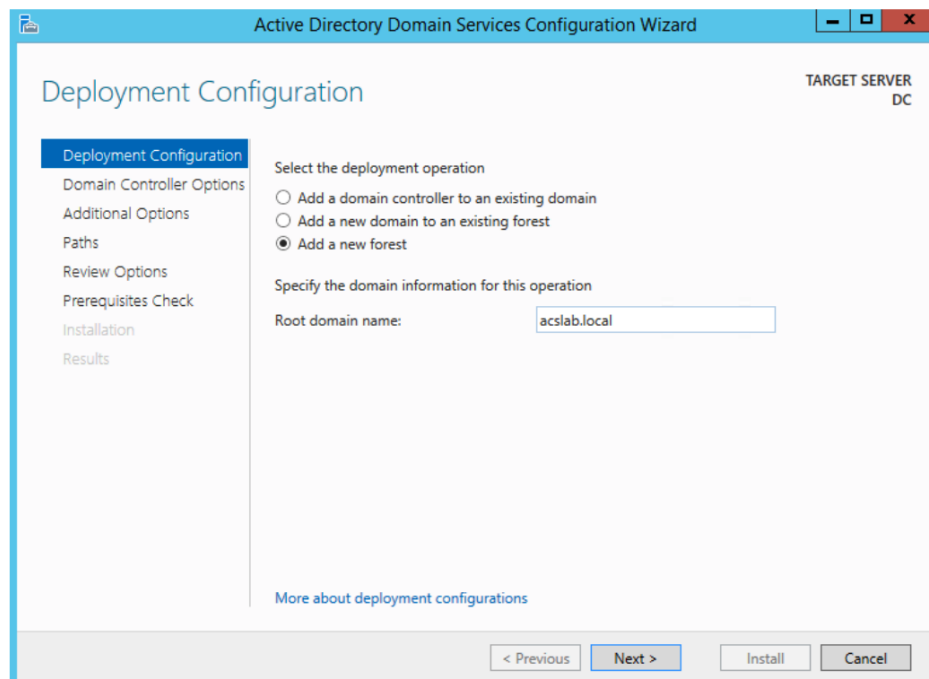 Active Directory Domain Services Configuration Wizard
Deployment Configuration
TARGET SERVER
DC
Deployment Configuration
Domain Controller Options
Additional Options
Paths
Review Options
Prerequisites Check
Installation
Results
Select the deployment operation
Add a domain controller to an existing domain
Add a new domain to an existing forest
Add a new forest
Specify the domain information for this operation
Root domain name: acslab.local
More about deployment configurations
< Previous Next > Install Cancel